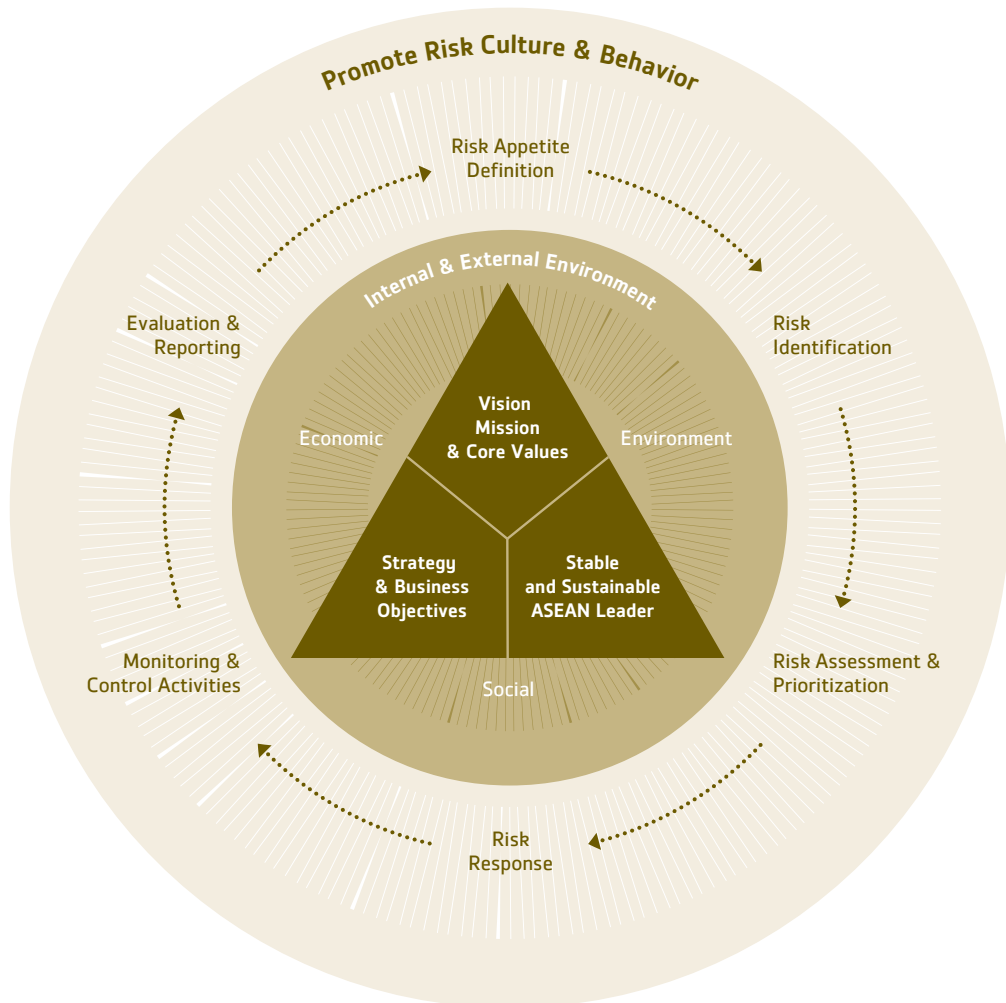 Promote Risk Culture & Behavior
Risk Appetite
Definition
Internal & External Environment
Evaluation &
Reporting
Risk
Identification
Vision
Mission
& Core Values
Economic
Environment
Strategy
& Business
Objectives
Stable
and Sustainable
ASEAN Leader
Monitoring &
Control Activities
Risk Assessment &
Prioritization
Social
Risk
Response